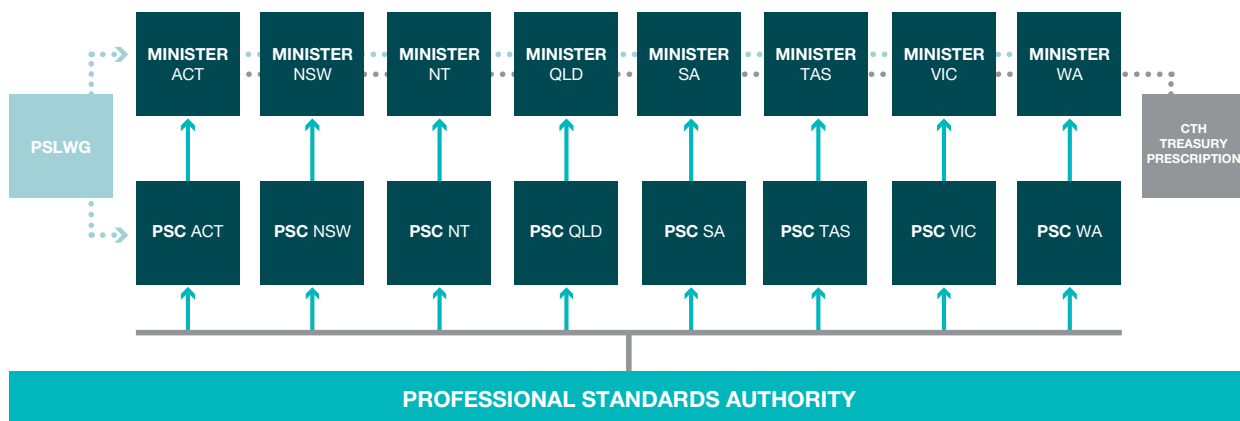 MINISTER
ACT
MINISTER
NSW
MINISTER
NT
MINISTER
QLD
MINISTER
SA
MINISTER
TAS
MINISTER
VIC
MINISTER
WA
PSLWG
CTH
TREASURY
PRESCRIPTION
PSC ACT
PSC NSW
PSC NT
PSC QLD
PSC SA
PSC TAS
PSC VIC
PSC WA
PROFESSIONAL STANDARDS AUTHORITY